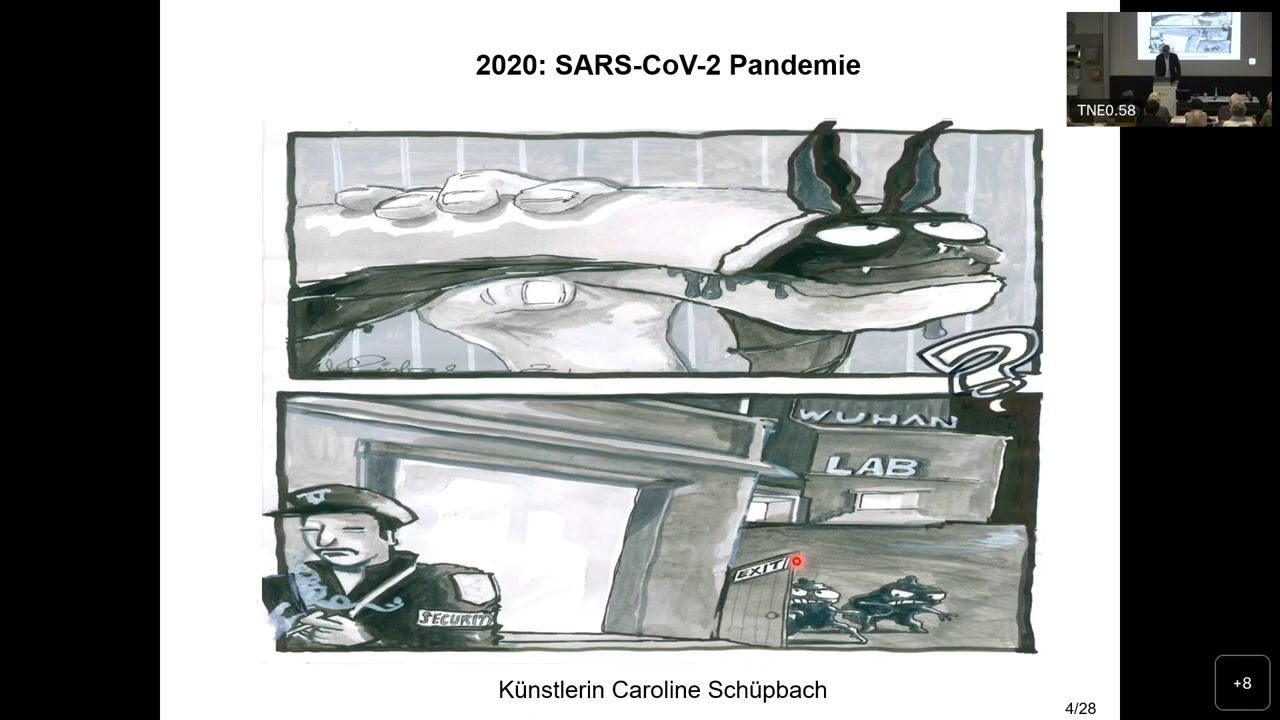 2020: SARS-CoV-2 Pandemie
TNE0.58
WUHAN
LAB
EXIT
SECURITY
Künstlerin Caroline Schüpbach
4/28
+8